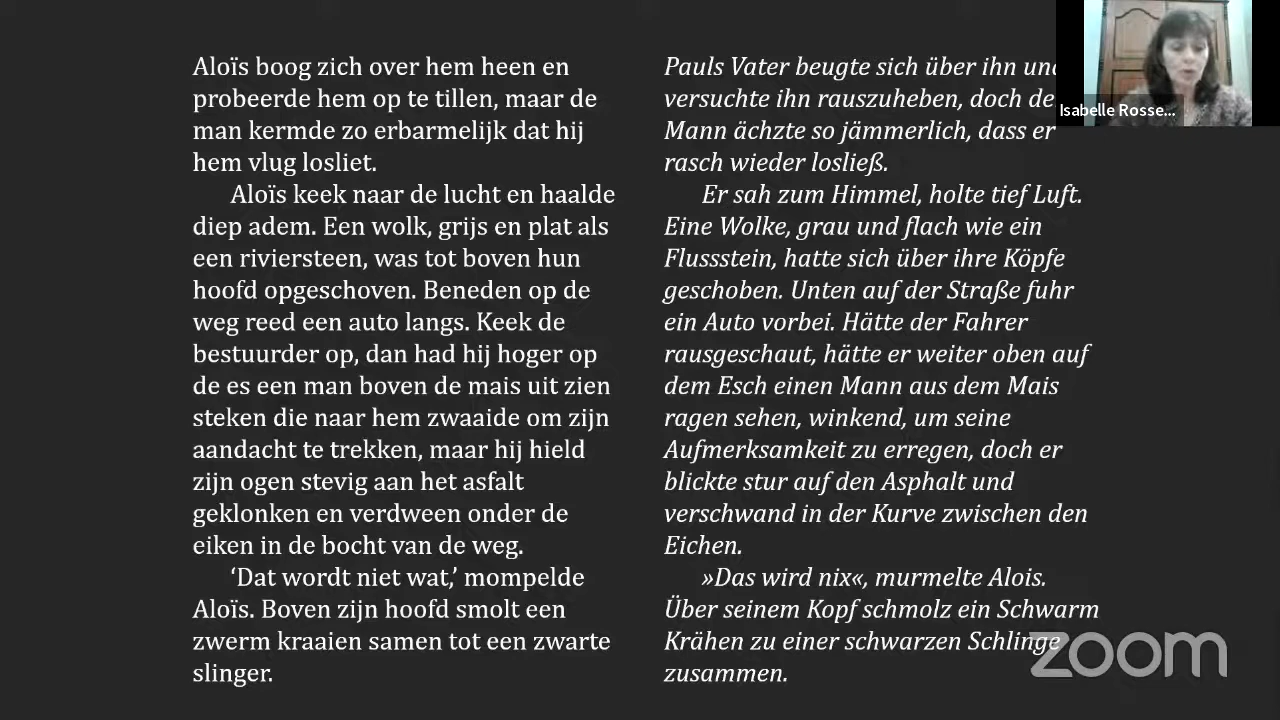 Aloïs boog zich over hem heen en
probeerde hem op te tillen, maar de
man kermde zo erbarmelijk dat hij
hem vlug losliet.
Aloïs keek naar de lucht en haalde
diep adem. Een wolk, grijs en plat als
een riviersteen, was tot boven hun
hoofd opgeschoven. Beneden op de
weg reed een auto langs. Keek de
bestuurder op, dan had hij hoger op
de es een man boven de mais uit zien
steken die naar hem zwaaide om zijn
aandacht te trekken, maar hij hield
zijn ogen stevig aan het asfalt
geklonken en verdween onder de
eiken in de bocht van de weg.
‘Dat wordt niet wat,’ mompelde
Aloïs. Boven zijn hoofd smolt een
zwerm kraaien samen tot een zwarte
slinger.
Pauls Vater beugte sich über ihn und
versuchte ihn rauszuheben, doch de
Mann ächzte so jämmerlich, dass er
rasch wieder losließ.
Er sah zum Himmel, holte tief Luft.
Eine Wolke, grau und flach wie ein
Flussstein, hatte sich über ihre Köpfe
geschoben. Unten auf der Straße fuhr
ein Auto vorbei. Hätte der Fahrer
rausgeschaut, hätte er weiter oben auf
dem Esch einen Mann aus dem Mais
ragen sehen, winkend, um seine
Aufmerksamkeit zu erregen, doch er
blickte stur auf den Asphalt und
verschwand in der Kurve zwischen den
Eichen.
»Das wird nix«, murmelte Alois.
Über seinem Kopf schmolz ein Schwarm
Krähen zu einer schwarzen Schlinge
zusammen.
Isabelle Rosse...
zoom